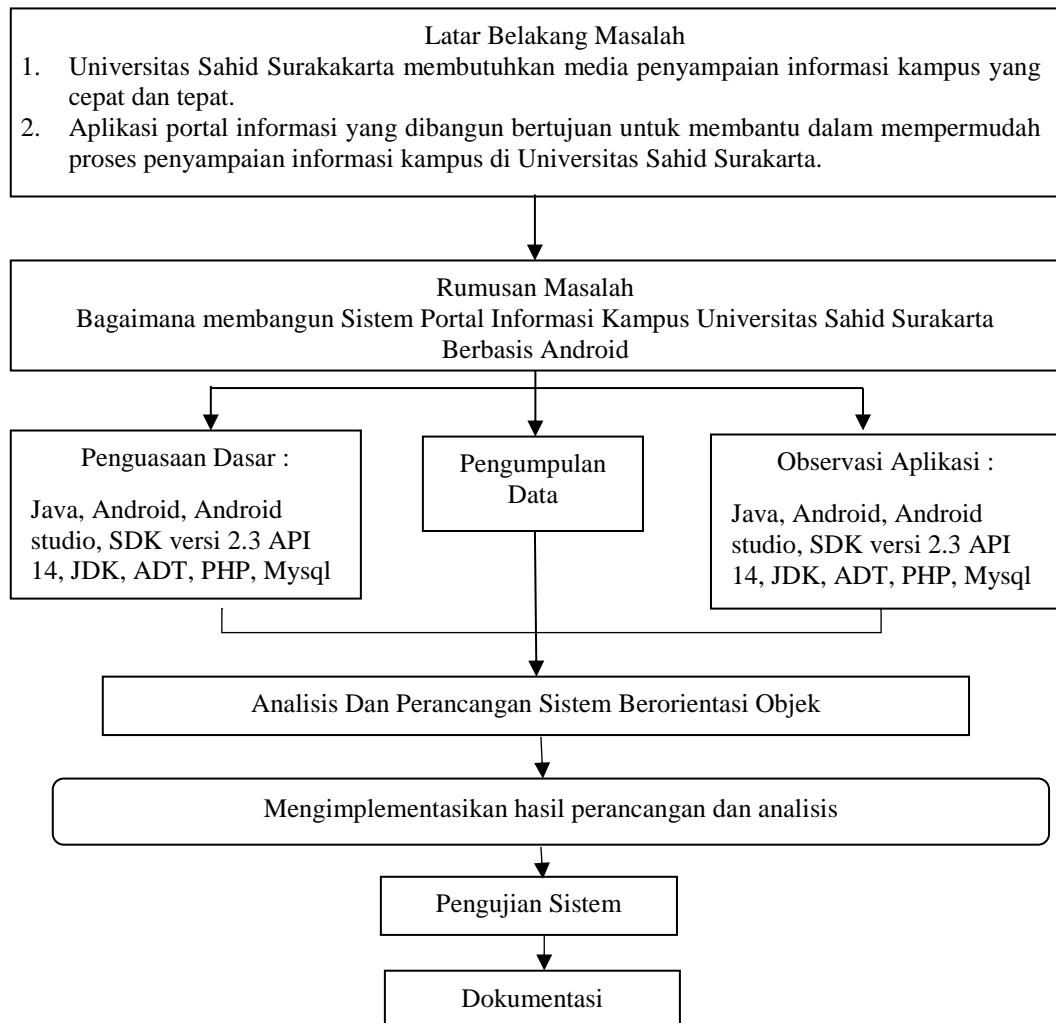 Latar Belakang Masalah
1. Universitas Sahid Surakakarta membutuhkan media penyampaian informasi kampus yang
cepat dan tepat.
2. Aplikasi portal informasi yang dibangun bertujuan untuk membantu dalam mempermudah
proses penyampaian informasi kampus di Universitas Sahid Surakarta.
Rumusan Masalah
Bagaimana membangun Sistem Portal Informasi Kampus Universitas Sahid Surakarta
Berbasis Android
Penguasaan Dasar :
Java, Android, Android
studio, SDK versi 2.3 API
14, JDK, ADT, PHP, Mysql
Pengumpulan
Data
Observasi Aplikasi :
Java, Android, Android
studio, SDK versi 2.3 API
14, JDK, ADT, PHP, Mysql
Analisis Dan Perancangan Sistem Berorientasi Objek
Mengimplementasikan hasil perancangan dan analisis
Pengujian Sistem
Dokumentasi